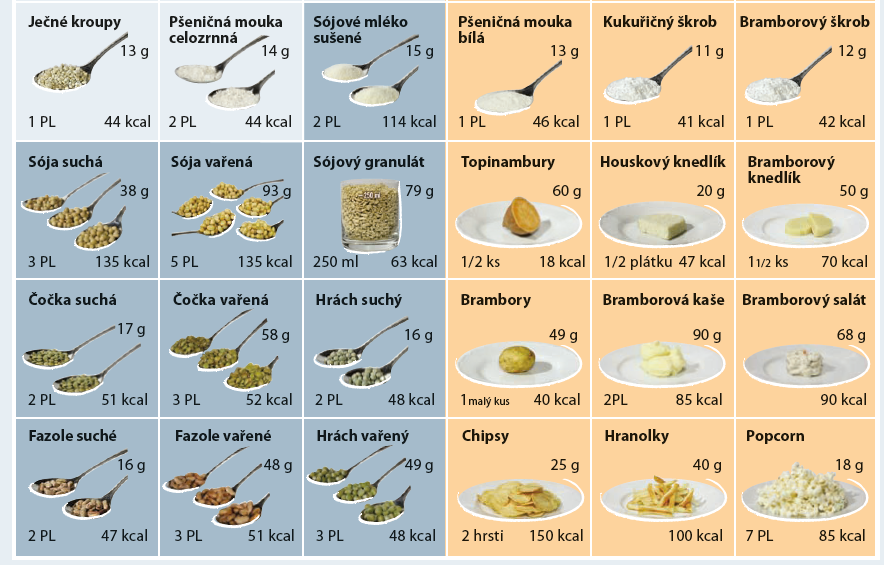 Ječné kroupy
13 g
1 PL 44 kcal
Pšeničná mouka
celozrnná
14 g
2 PL 44 kcal
Sójové mléko
sušené
15 g
2 PL 114 kcal
Pšeničná mouka
bílá
13 g
1 PL 46 kcal
Kukuřičný škrob
11 g
1 PL 41 kcal
Bramborový škrob
12 g
1 PL 42 kcal
Sója suchá
38 g
3 PL 135 kcal
Sója vařená
93 g
5 PL 135 kcal
Sójový granulát
250 ml
79 g
250 ml 63 kcal
Topinambury
60 g
1/2 ks 18 kcal
Houskový knedlík
20 g
1/2 plátku 47 kcal
Bramborový
knedlík
50 g
1 1/2 ks 70 kcal
Čočka suchá
17 g
2 PL 51 kcal
Čočka vařená
58 g
3 PL 52 kcal
Hrách suchý
16 g
2 PL 48 kcal
Brambory
49 g
1 malý kus 40 kcal
Bramborová kaše
90 g
2PL 85 kcal
Bramborový salát
68 g
90 kcal
Fazole suché
16 g
2 PL 47 kcal
Fazole vařené
48 g
3 PL 51 kcal
Hrách vařený
49 g
3 PL 48 kcal
Chipsy
25 g
2 hrsti 150 kcal
Hranolky
40 g
100 kcal
Popcorn
18 g
7 PL 85 kcal